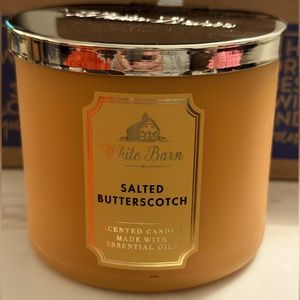 White Barn
SALTED
BUTTERSCOTCH
SCENTED CANDLE
MADE WITH
ESSENTIAL OILS